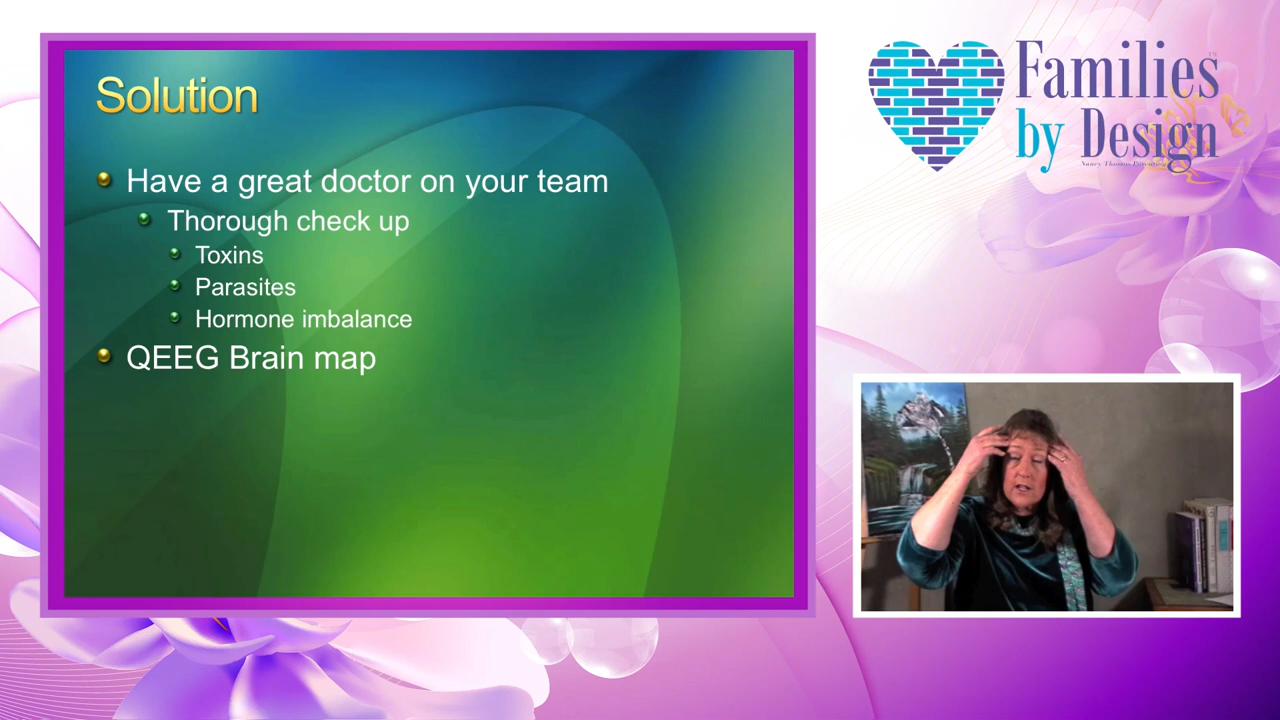 Solution
Have a great doctor on your team
Thorough check up
Toxins
Parasites
Hormone imbalance
QEEG Brain map
Families
by Design